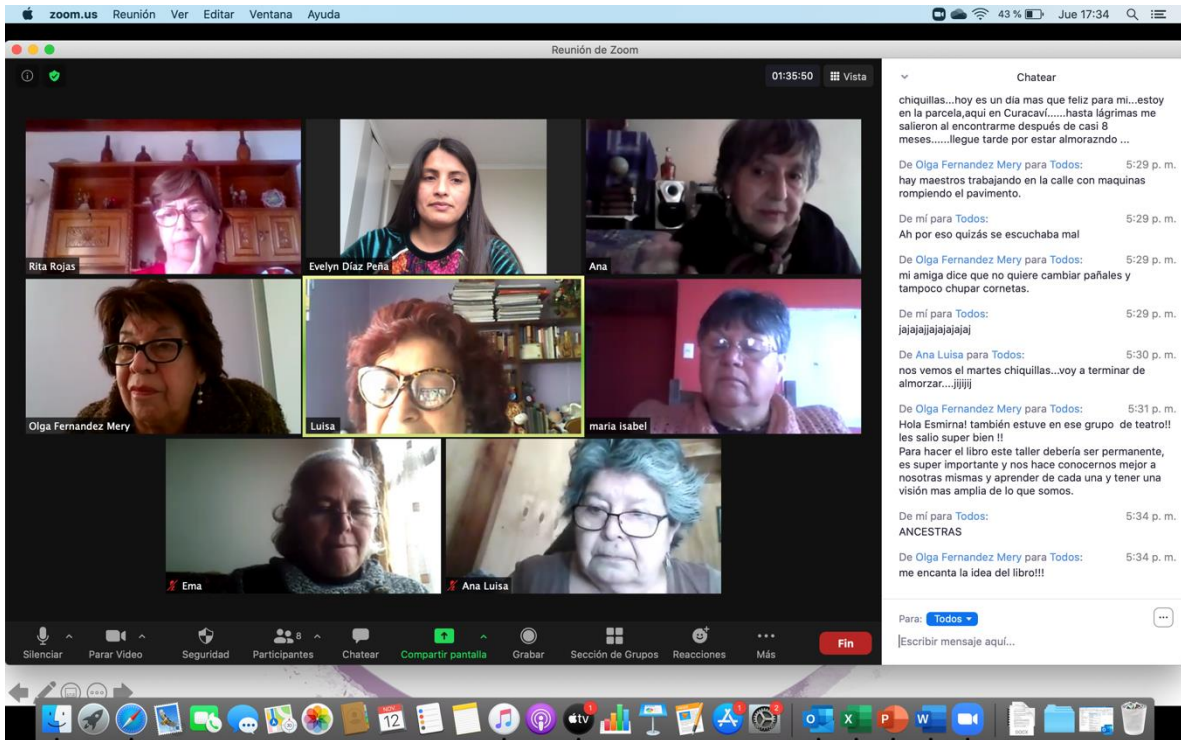 zoom.us Reunión Ver Editar Ventana Ayuda
43 % Jue 17:34
Reunión de Zoom
01:35:50 Vista
Rita Rojas
Evelyn Díaz Peña
Ana
Olga Fernandez Mery
Luisa
maria isabel
Ema
Ana Luisa
Chatear
chiquillas...hoy es un día mas que feliz para mi...estoy
en la parcela,aqui en Curacaví......hasta lágrimas me
salieron al encontrarme después de casi 8
meses......llegue tarde por estar almorazndo ...
De Olga Fernandez Mery para Todos: 5:29 p. m.
hay maestros trabajando en la calle con maquinas
rompiendo el pavimento.
De mí para Todos: 5:29 p. m.
Ah por eso quizás se escuchaba mal
De Olga Fernandez Mery para Todos: 5:29 p. m.
mi amiga dice que no quiere cambiar pañales y
tampoco chupar cornetas.
De mí para Todos: 5:29 p. m.
jajajajjajajajajaj
De Ana Luisa para Todos: 5:30 p. m.
nos vemos el martes chiquillas...voy a terminar de
almorzar....jijijijj
De Olga Fernandez Mery para Todos: 5:31 p. m.
Hola Esmirna! también estuve en ese grupo de teatro!!
les salio super bien !!
Para hacer el libro este taller debería ser permanente,
es super importante y nos hace conocernos mejor a
nosotras mismas y aprender de cada una y tener una
visión mas amplia de lo que somos.
De mí para Todos: 5:34 p. m.
ANCESTRAS
De Olga Fernandez Mery para Todos: 5:34 p. m.
me encanta la idea del libro!!!
Para: Todos
Escribir mensaje aquí...
Silenciar Parar Video Seguridad Participantes 8 Chatear Compartir pantalla Grabar Sección de Grupos Reacciones Más Fin
NOV 12 tv 1 1 2